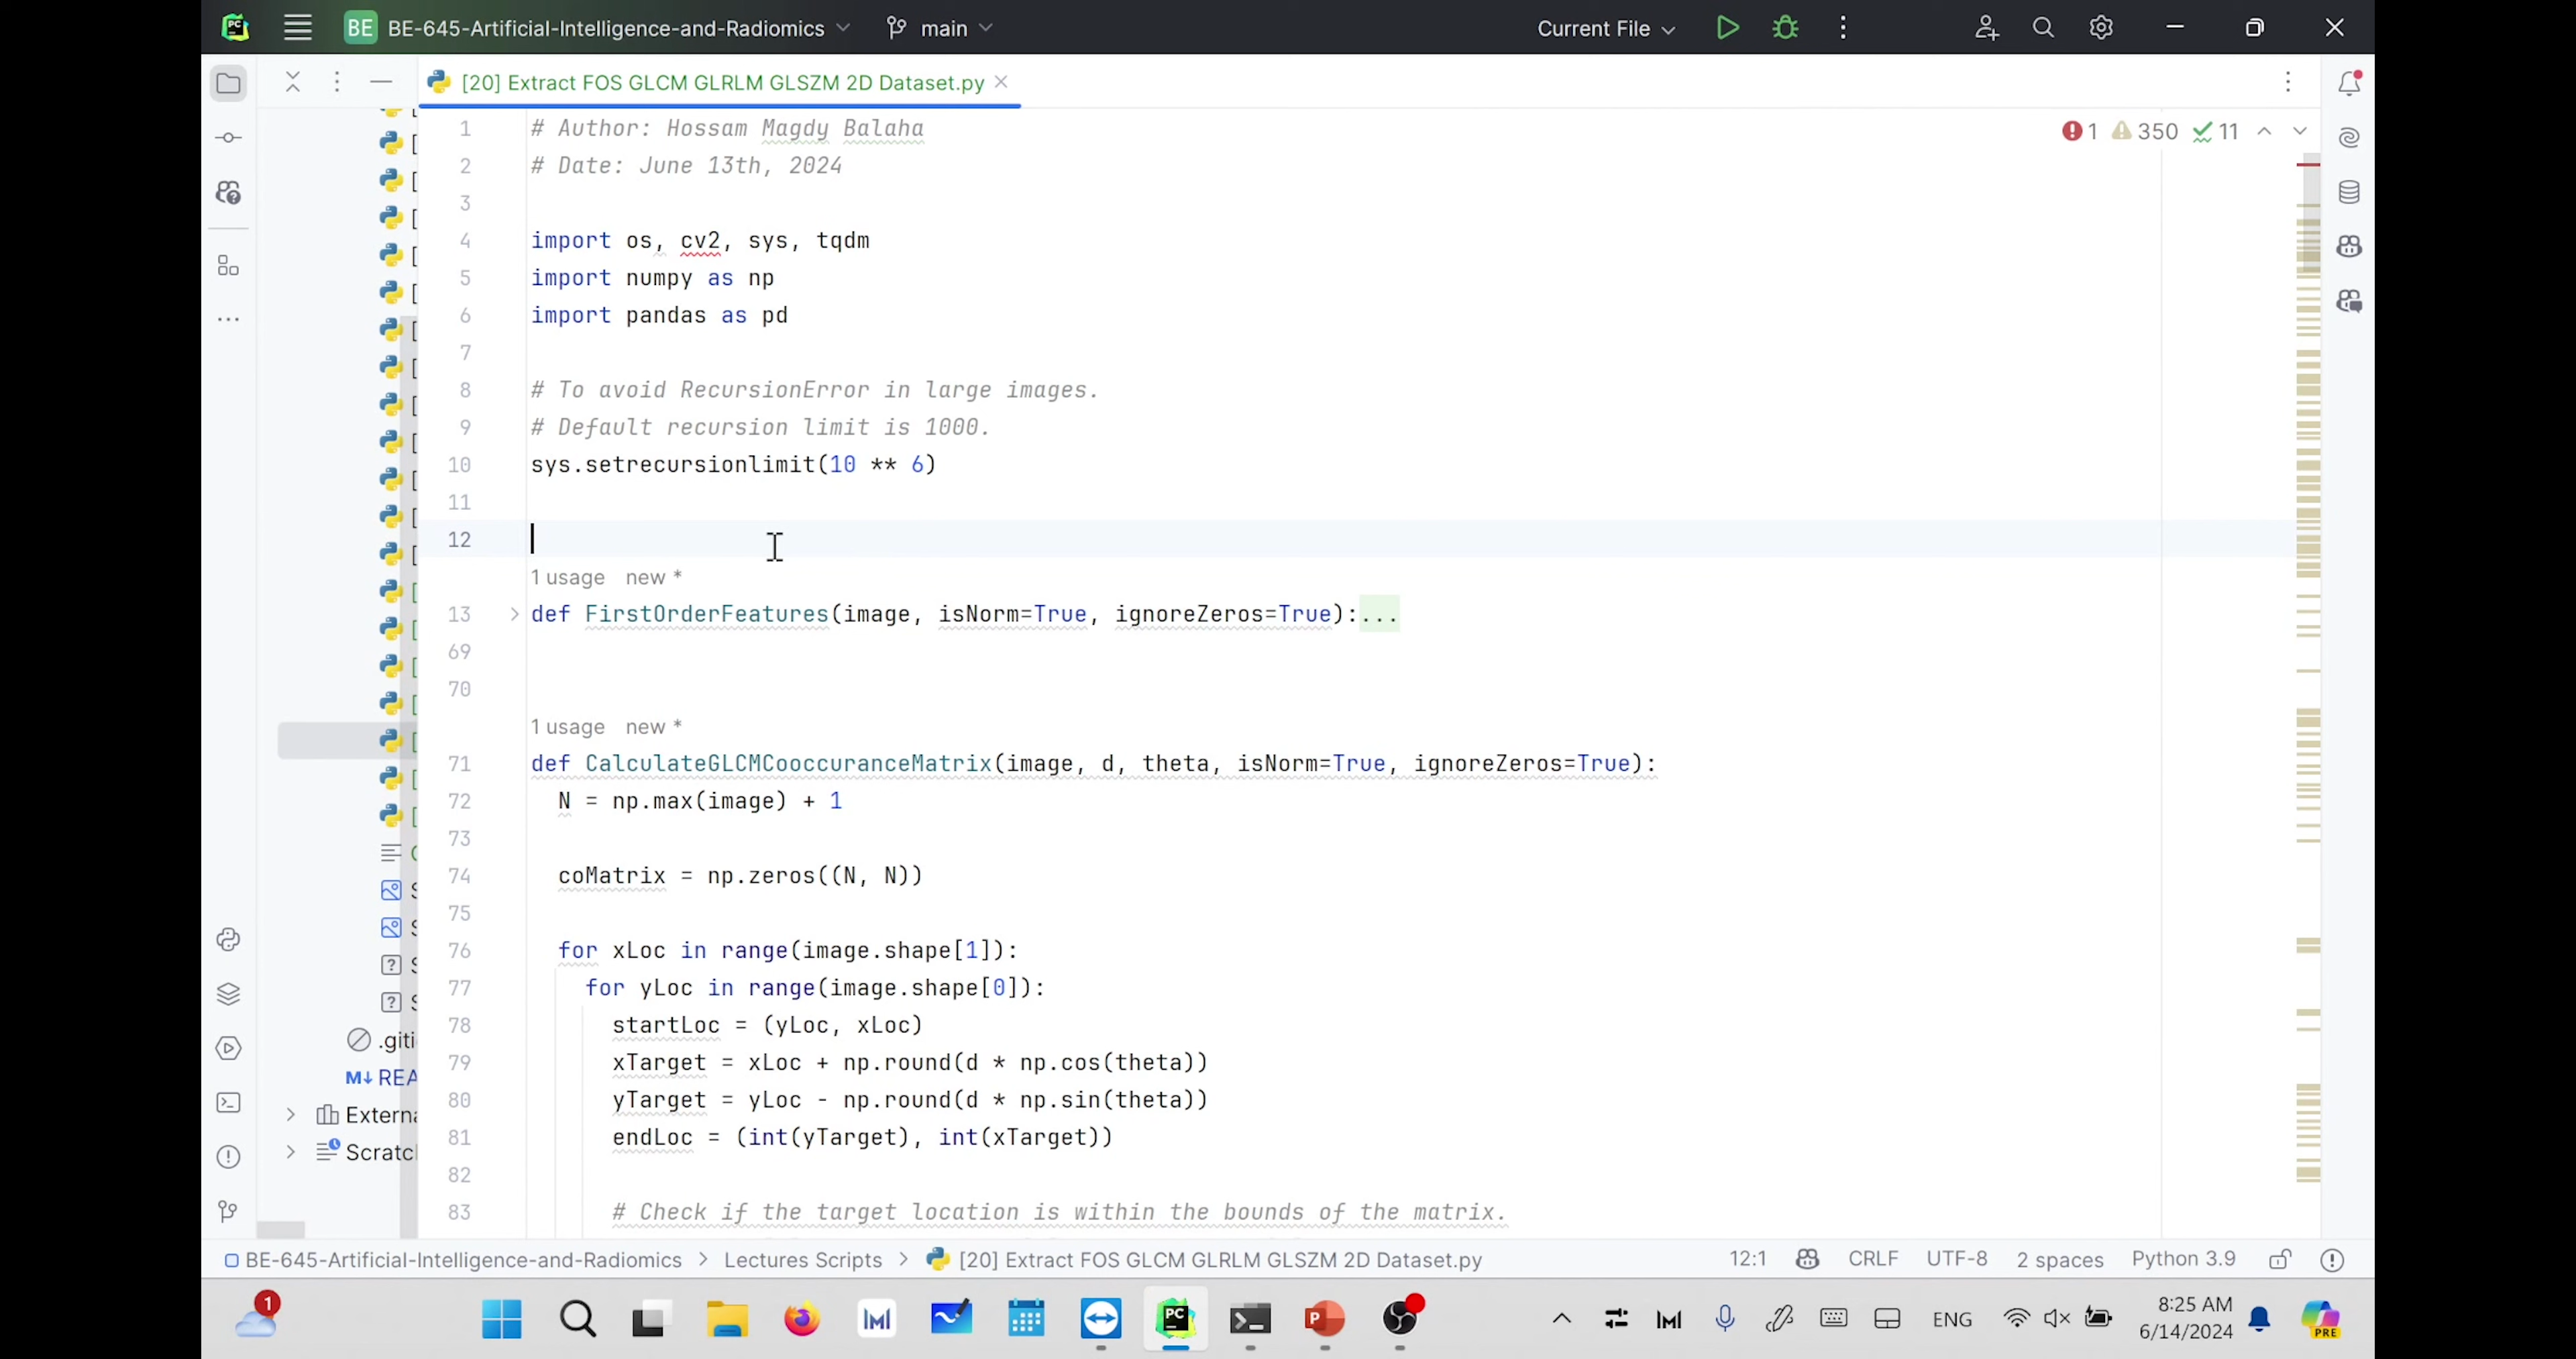 BE BE-645-Artificial-Intelligence-and-Radiomics main Current File
[20] Extract FOS GLCM GLRLM GLSZM 2D Dataset.py
1 # Author: Hossam Magdy Balaha
1 350 11
2 # Date: June 13th, 2024
3
4 import os, cv2, sys, tqdm
5 import numpy as np
6 import pandas as pd
7
8 # To avoid RecursionError in large images.
9 # Default recursion limit is 1000.
10 sys.setrecursionlimit(10 ** 6)
11
12
1 usage new *
13 def FirstOrderFeatures(image, isNorm=True, ignoreZeros=True):...
69
70
1 usage new *
71 def CalculateGLCMCooccuranceMatrix(image, d, theta, isNorm=True, ignoreZeros=True):
72 N = np.max(image) + 1
73
74 coMatrix = np.zeros((N, N))
75
76 for xLoc in range(image.shape[1]):
77 for yLoc in range(image.shape[0]):
78 startLoc = (yLoc, xLoc)
79 xTarget = xLoc + np.round(d * np.cos(theta))
80 yTarget = yLoc - np.round(d * np.sin(theta))
81 endLoc = (int(yTarget), int(xTarget))
82
83 # Check if the target location is within the bounds of the matrix.
.giti
M↓ REA
Externa
Scratc
BE-645-Artificial-Intelligence-and-Radiomics > Lectures Scripts > [20] Extract FOS GLCM GLRLM GLSZM 2D Dataset.py 12:1 CRLF UTF-8 2 spaces Python 3.9
1 ENG 8:25 AM
6/14/2024 PRE